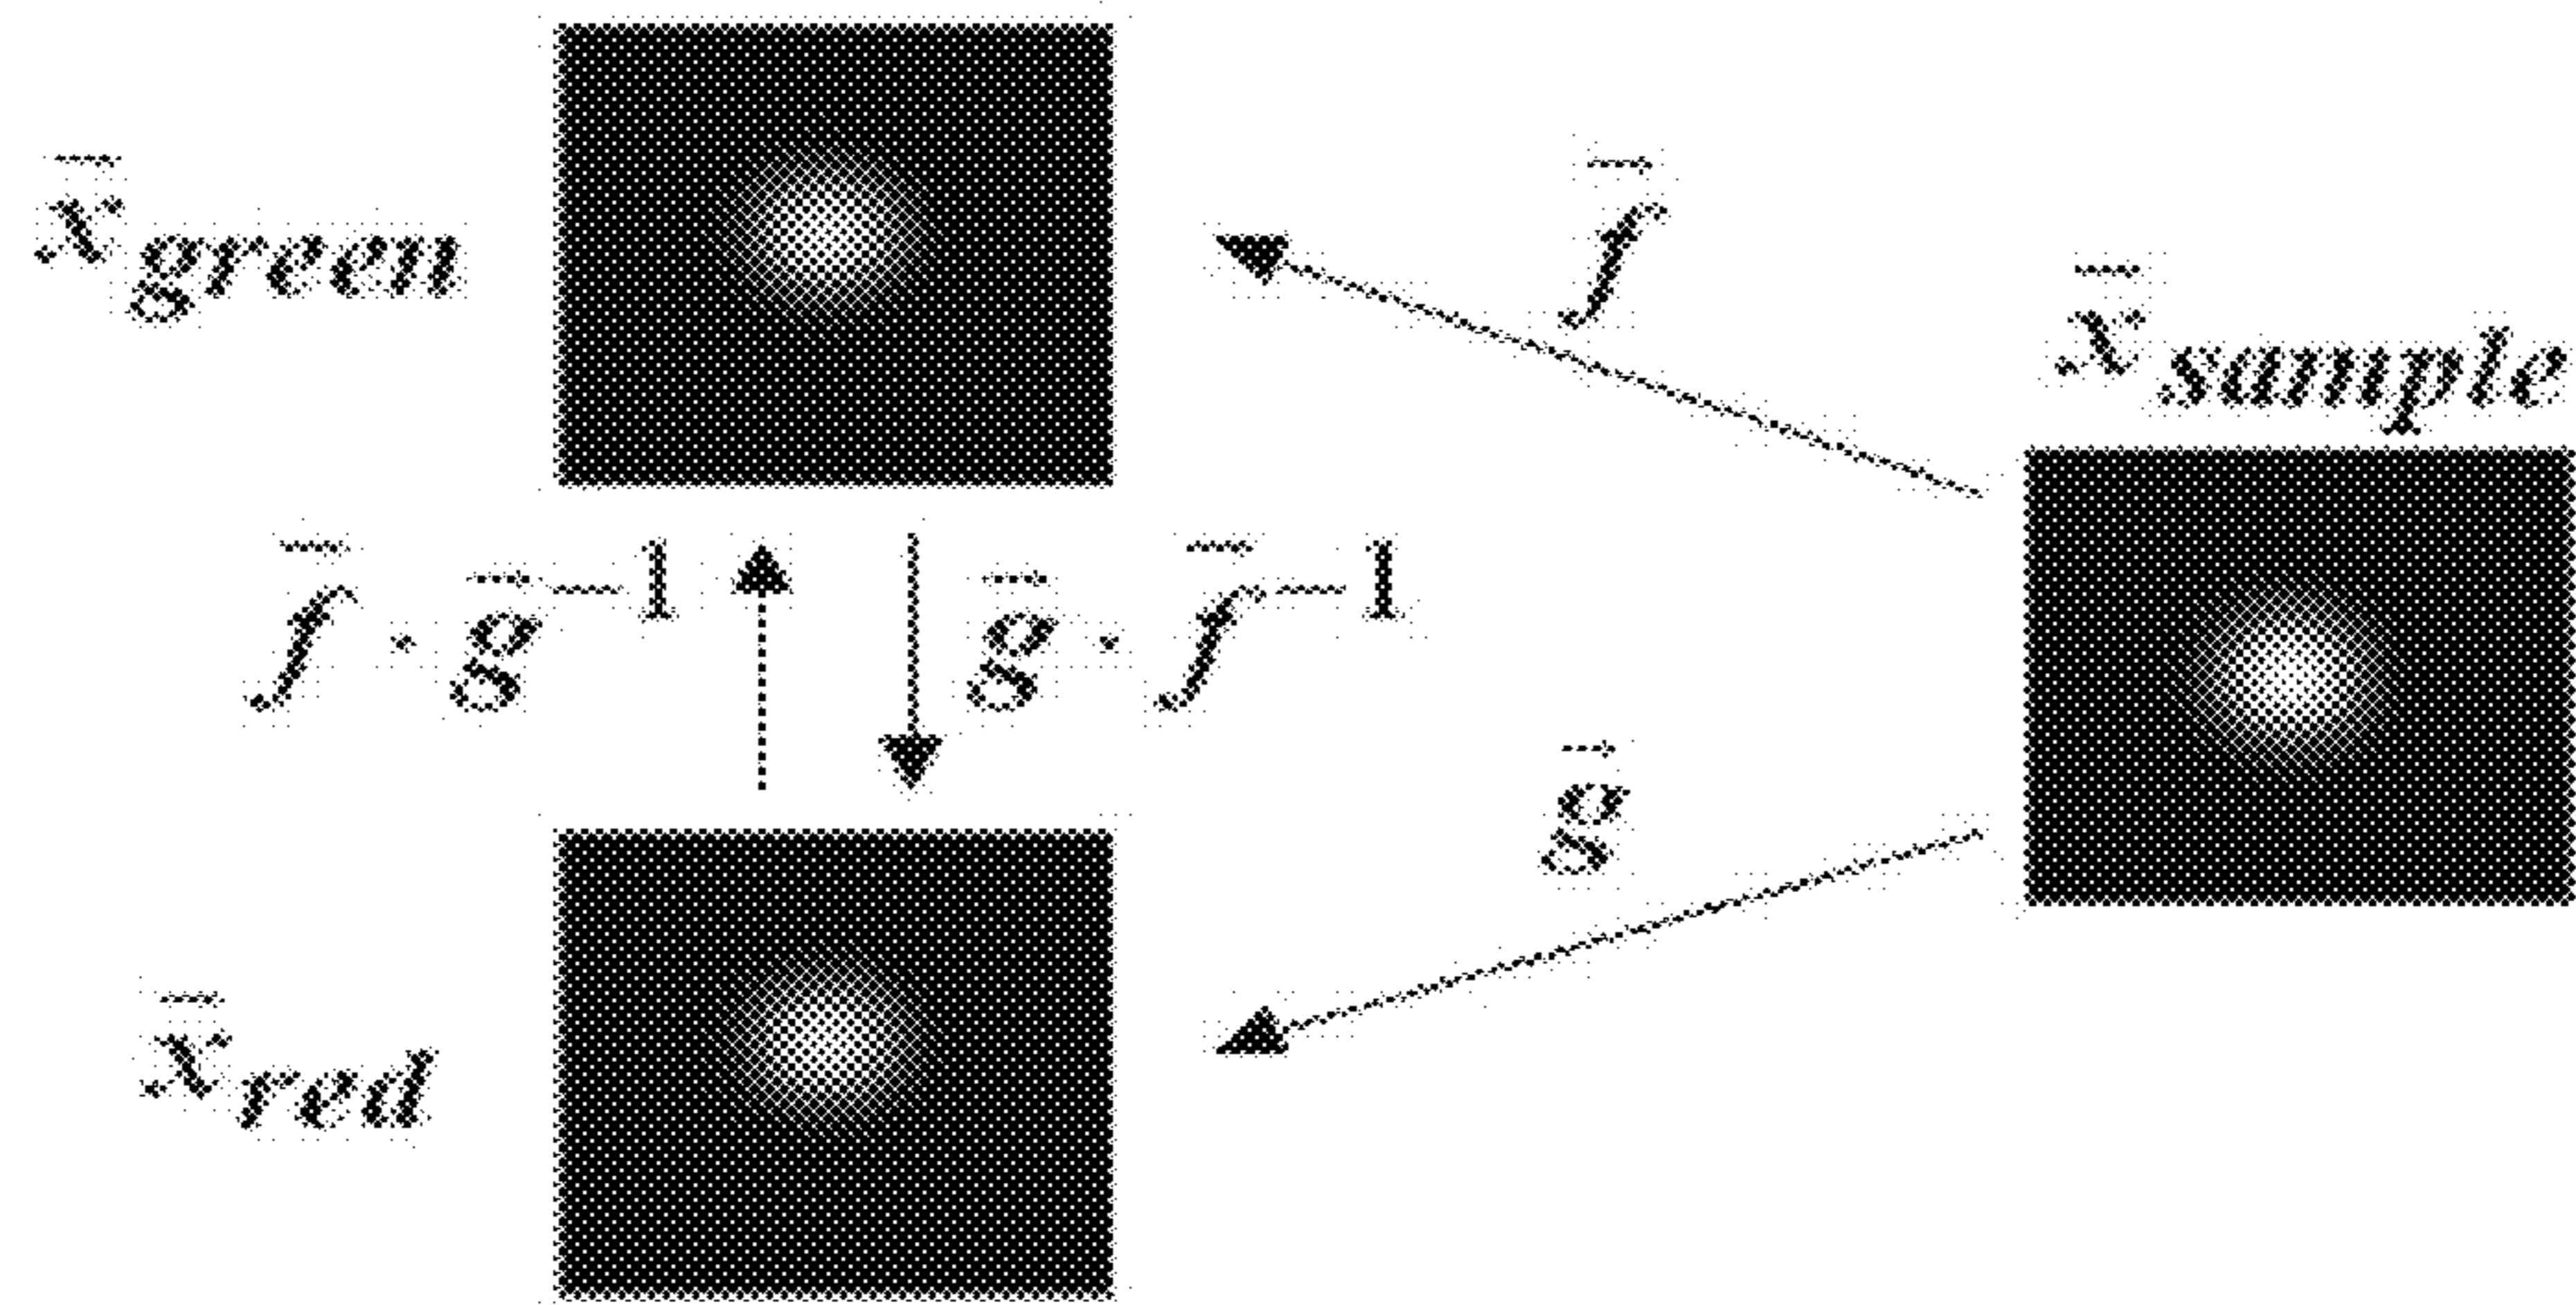 x⃗ green
f⃗
x⃗ sample
f⃗ · g⃗ −1
g⃗ · f⃗ −1
g⃗
x⃗ red